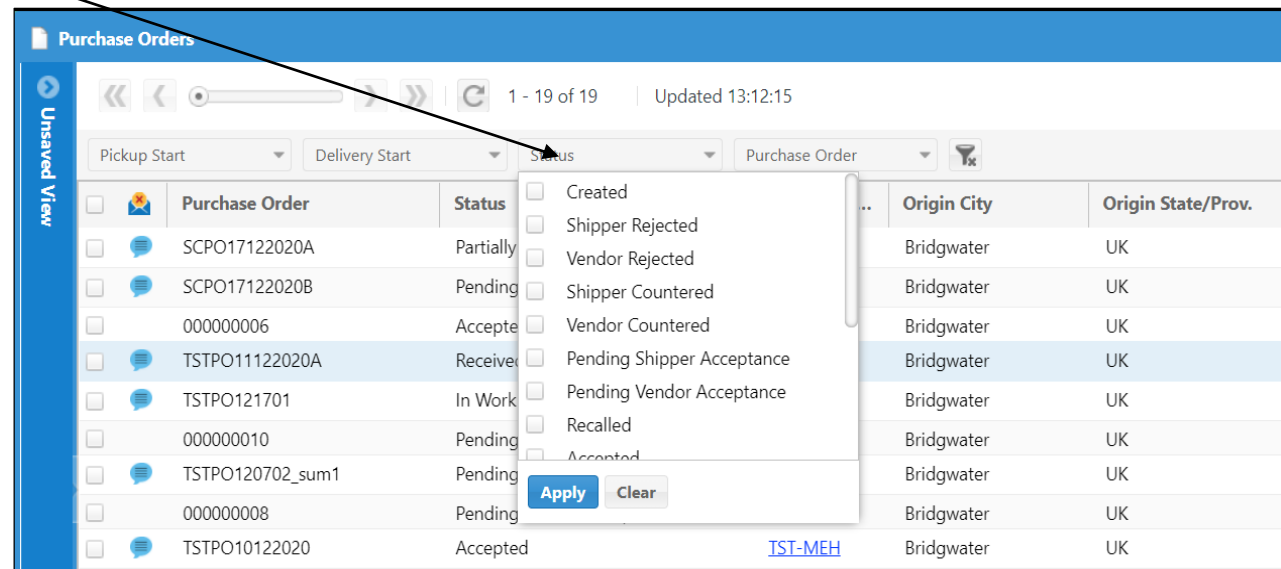 Purchase Orders
Unsaved View
1 - 19 of 19 Updated 13:12:15
Pickup Start Delivery Start Status Purchase Order
Purchase Order Status ... Origin City Origin State/Prov.
Created
Shipper Rejected
Vendor Rejected
Shipper Countered
Vendor Countered
Pending Shipper Acceptance
Pending Vendor Acceptance
Recalled
Accepted
Apply Clear
SCPO17122020A Partially Bridgwater UK
SCPO17122020B Pending Bridgwater UK
000000006 Accepte Bridgwater UK
TSTPO11122020A Receive Bridgwater UK
TSTPO121701 In Work Bridgwater UK
000000010 Pending Bridgwater UK
TSTPO120702_sum1 Pending Bridgwater UK
000000008 Pending Bridgwater UK
TSTPO10122020 Accepted TST-MEH Bridgwater UK